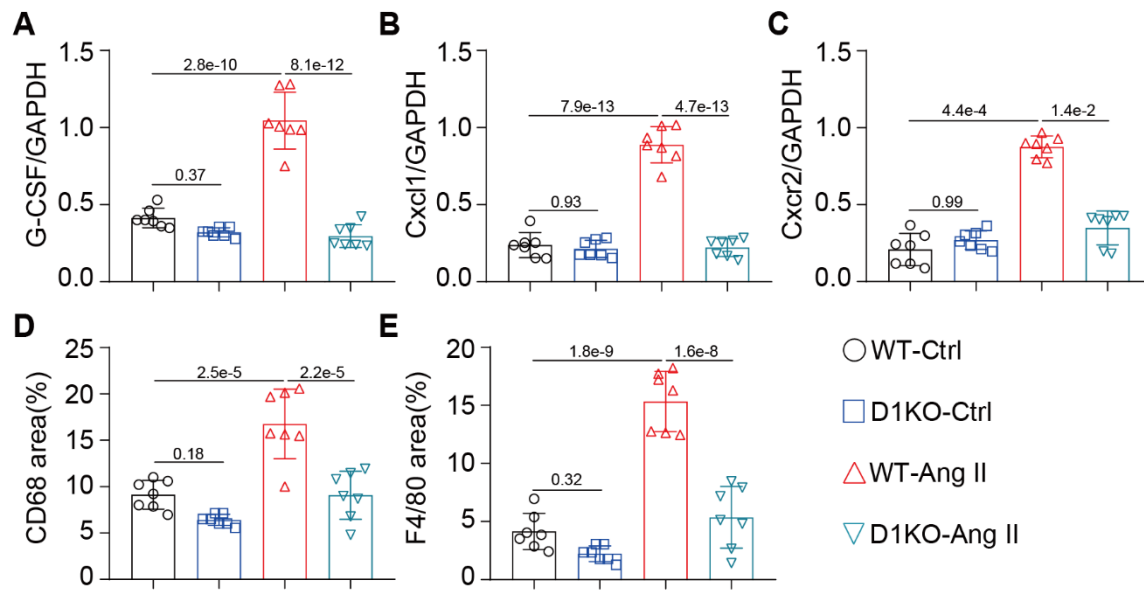 A
G-CSF/GAPDH
1.5
1.0
0.5
0.0
2.8e-10
8.1e-12
0.37
B
Cxcl1/GAPDH
1.5
1.0
0.5
0.0
7.9e-13
4.7e-13
0.93
C
Cxcr2/GAPDH
1.5
1.0
0.5
0.0
4.4e-4
1.4e-2
0.99
D
CD68 area(%)
25
20
15
10
5
0
2.5e-5
2.2e-5
0.18
E
F4/80 area(%)
20
15
10
5
0
1.8e-9
1.6e-8
0.32
WT-Ctrl
D1KO-Ctrl
WT-Ang II
D1KO-Ang II